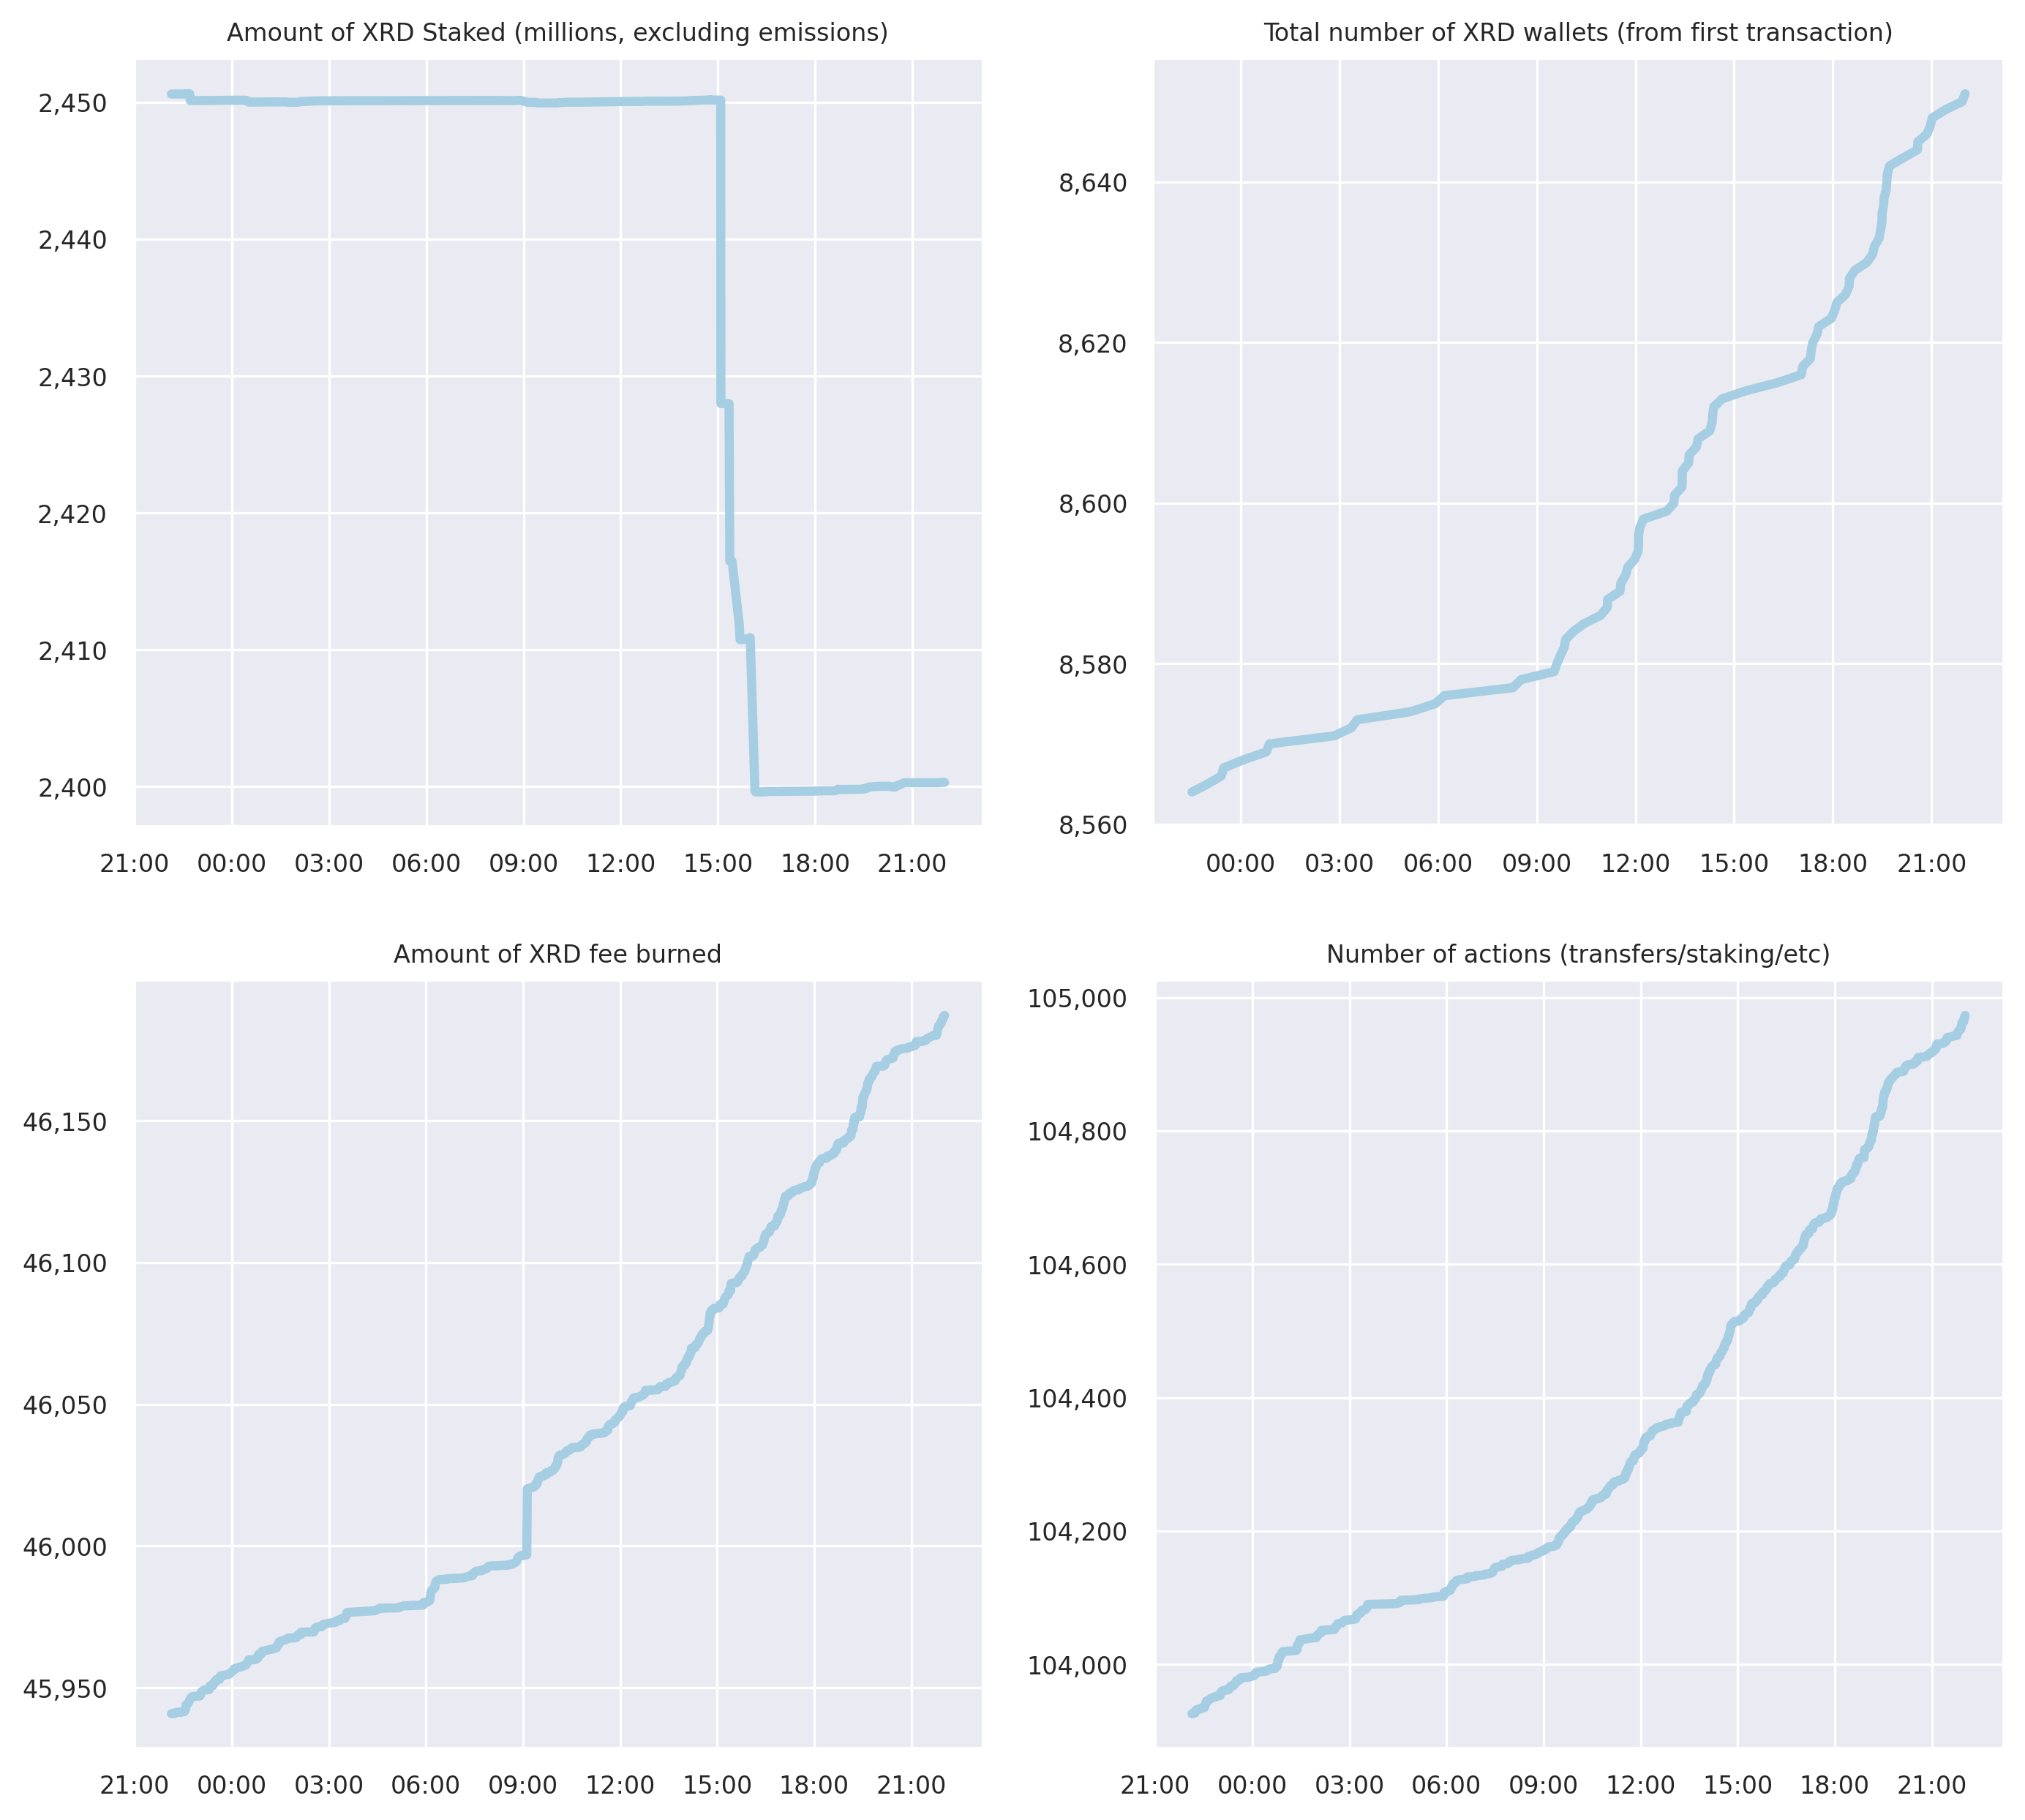 Amount of XRD Staked (millions, excluding emissions)
2,450
2,440
2,430
2,420
2,410
2,400
21:00 00:00 03:00 06:00 09:00 12:00 15:00 18:00 21:00
Total number of XRD wallets (from first transaction)
8,640
8,620
8,600
8,580
8,560
00:00 03:00 06:00 09:00 12:00 15:00 18:00 21:00
Amount of XRD fee burned
46,150
46,100
46,050
46,000
45,950
21:00 00:00 03:00 06:00 09:00 12:00 15:00 18:00 21:00
Number of actions (transfers/staking/etc)
105,000
104,800
104,600
104,400
104,200
104,000
21:00 00:00 03:00 06:00 09:00 12:00 15:00 18:00 21:00